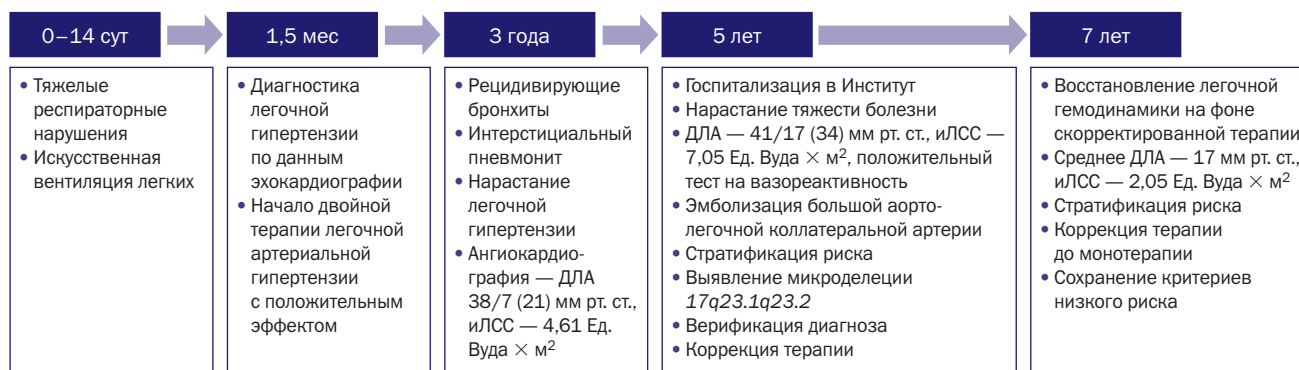 0–14 сут
• Тяжелые
респираторные
нарушения
• Искусственная
вентиляция легких
1,5 мес
• Диагностика
легочной
гипертензии
по данным
эхокардиографии
• Начало двойной
терапии легочной
артериальной
гипертензии
с положительным
эффектом
3 года
• Рецидивирующие
бронхиты
• Интерстициальный
пневмонит
• Нарастание
легочной
гипертензии
• Ангиокардио-
графия — ДЛА
38/7 (21) мм рт. ст.,
иЛСС — 4,61 Ед.
Вуда × м²
5 лет
• Госпитализация в Институт
• Нарастание тяжести болезни
• ДЛА — 41/17 (34) мм рт. ст., иЛСС —
7,05 Ед. Вуда × м², положительный
тест на вазореактивность
• Эмболизация большой аорто-
легочной коллатеральной артерии
• Стратификация риска
• Выявление микроделеции
17q23.1q23.2
• Верификация диагноза
• Коррекция терапии
7 лет
• Восстановление легочной
гемодинамики на фоне
скорректированной терапии
• Среднее ДЛА — 17 мм рт. ст.,
иЛСС — 2,05 Ед. Вуда × м²
• Стратификация риска
• Коррекция терапии
до монотерапии
• Сохранение критериев
низкого риска